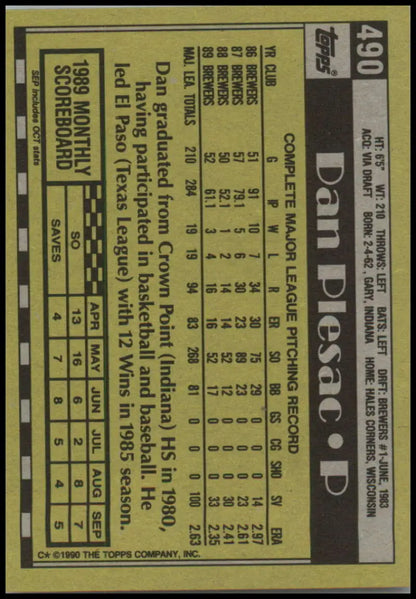 490
Topps®
HT: 6'5" WT: 210 THROWS: LEFT BATS: LEFT DRFT: BREWERS #1-JUNE, 1983
ACQ: VIA DRAFT BORN: 2-4-62, GARY, INDIANA HOME: HALES CORNERS, WISCONSIN
Dan Plesac • P
COMPLETE MAJOR LEAGUE PITCHING RECORD
YR CLUB G IP W L R ER SO BB GS CG SHO SV ERA
86 BREWERS 51 91 10 7 34 30 75 29 0 0 0 14 2.97
87 BREWERS 57 79.1 5 6 30 23 89 23 0 0 0 23 2.61
88 BREWERS 50 52.1 1 2 14 14 52 12 0 0 0 30 2.41
89 BREWERS 52 61.1 3 4 16 16 52 17 0 0 0 33 2.35
MAJ. LEA. TOTALS 210 284 19 19 94 83 268 81 0 0 0 100 2.63
Dan graduated from Crown Point (Indiana) HS in 1980,
having participated in basketball and baseball. He
led El Paso (Texas League) with 12 Wins in 1985 season.
1989 MONTHLY
SCOREBOARD
SEP includes OCT stats
APR MAY JUN JUL AUG SEP
SO 13 16 6 2 8 7
SAVES 4 7 8 5 4 5
C* ©1990 THE TOPPS COMPANY, INC.